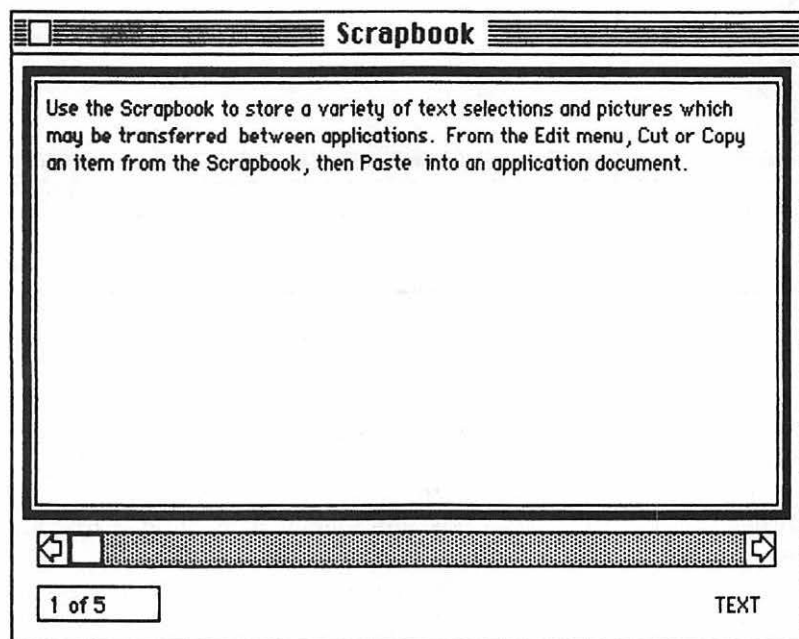 Scrapbook
Use the Scrapbook to store a variety of text selections and pictures which
may be transferred between applications. From the Edit menu, Cut or Copy
an item from the Scrapbook, then Paste into an application document.
1 of 5
TEXT